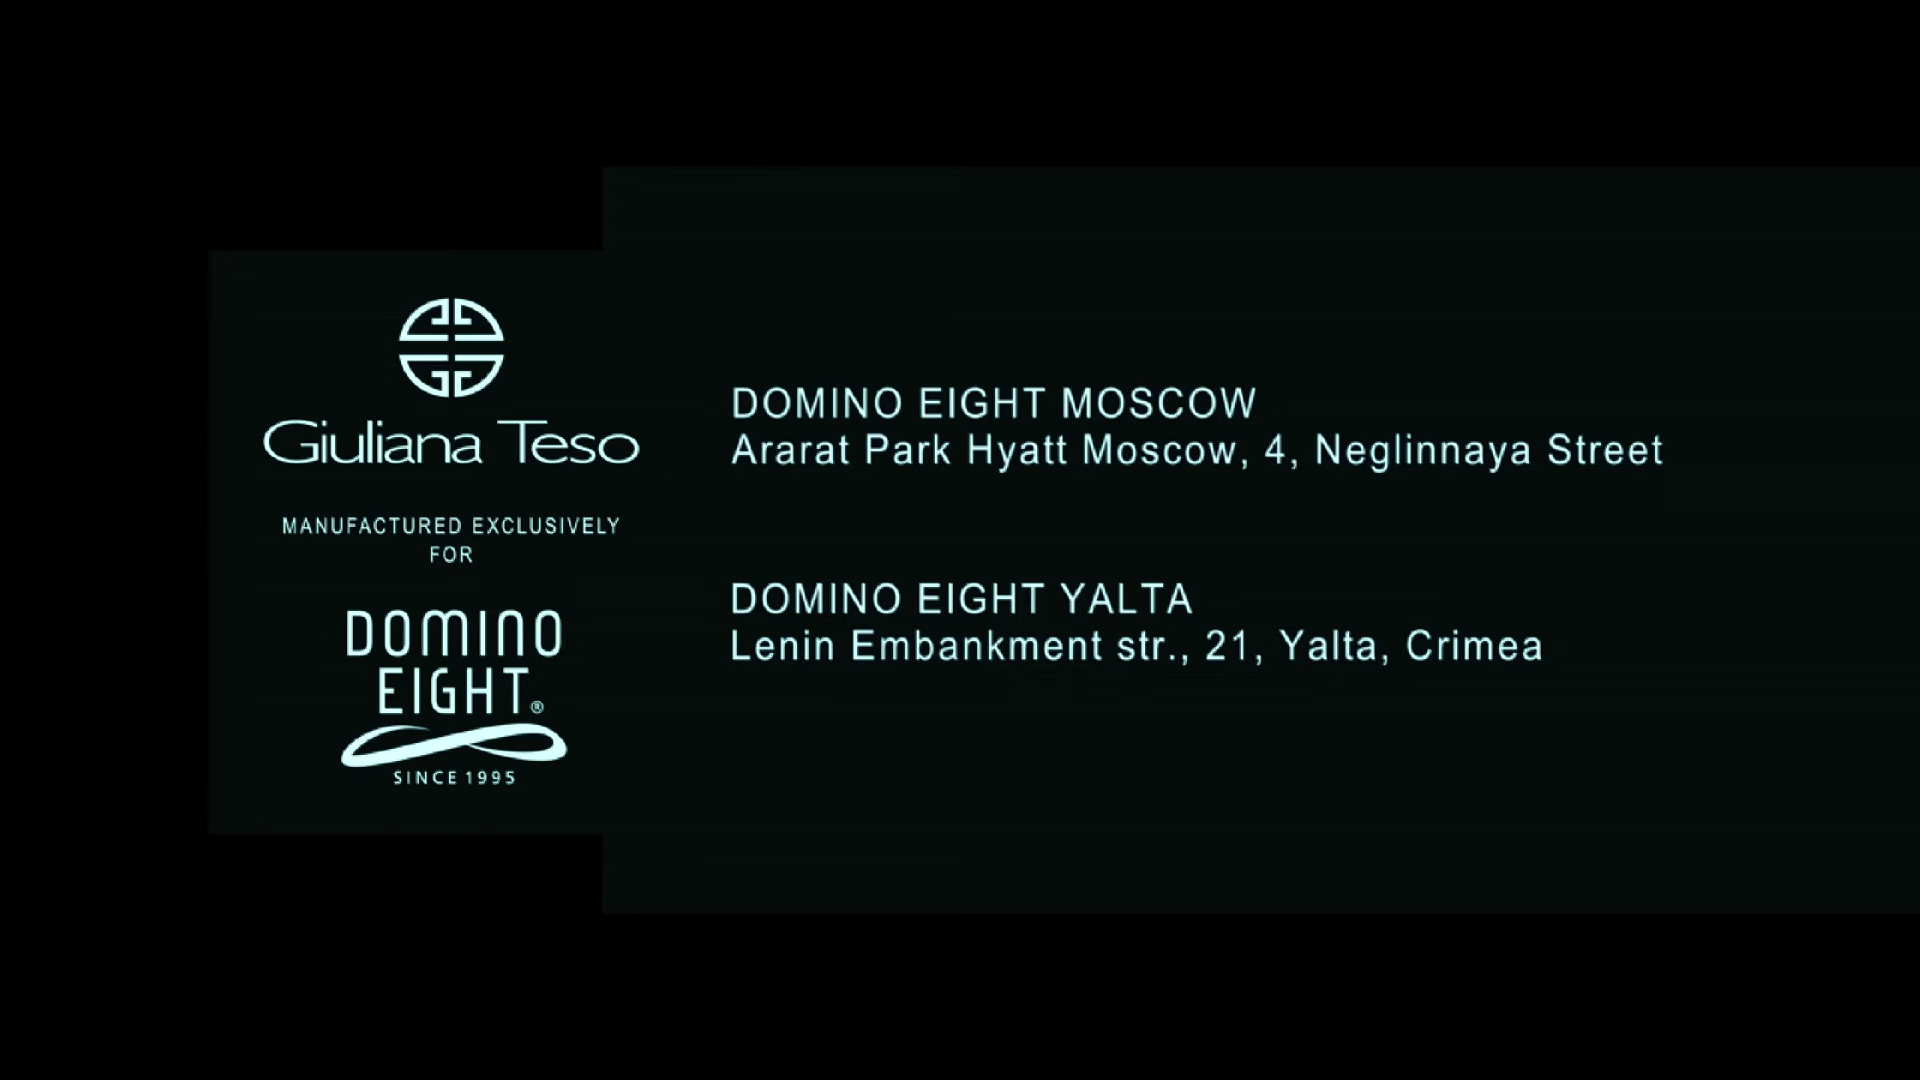 Giuliana Teso
MANUFACTURED EXCLUSIVELY
FOR
DOMINO
EIGHT®
SINCE 1995
DOMINO EIGHT MOSCOW
Ararat Park Hyatt Moscow, 4, Neglinnaya Street
DOMINO EIGHT YALTA
Lenin Embankment str., 21, Yalta, Crimea